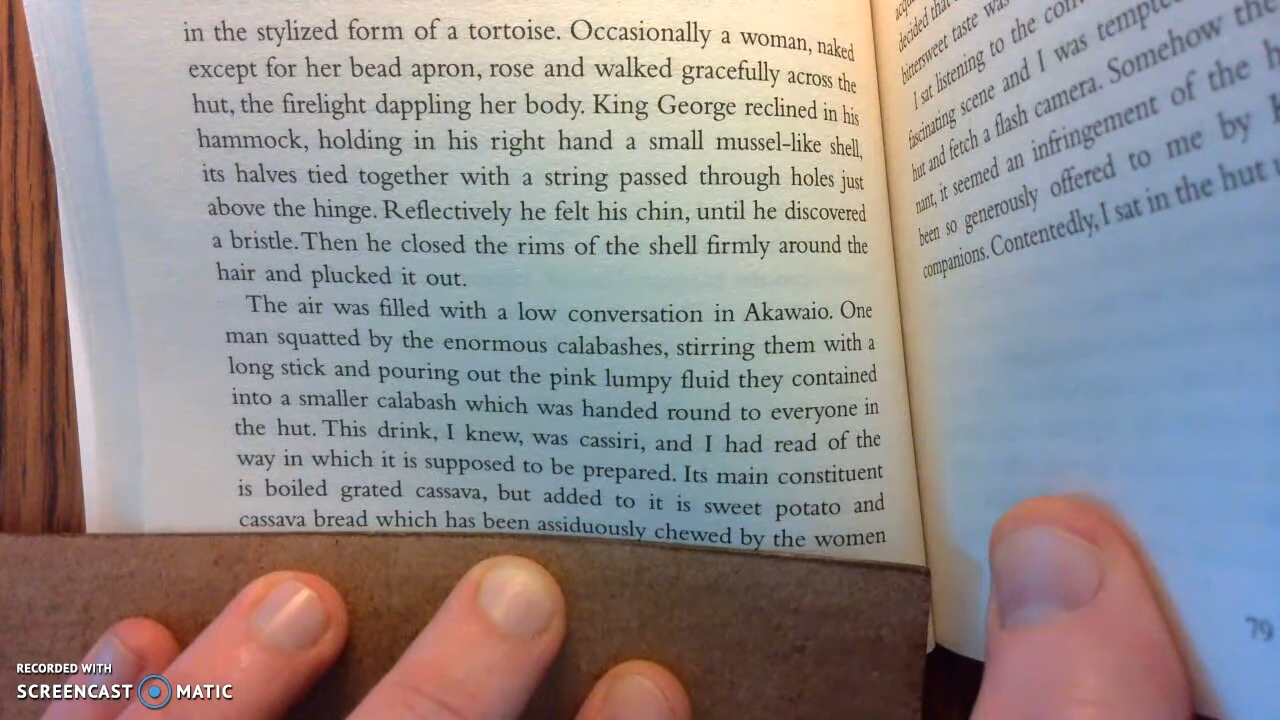 in the stylized form of a tortoise. Occasionally a woman, naked
except for her bead apron, rose and walked gracefully across the
hut, the firelight dappling her body. King George reclined in his
hammock, holding in his right hand a small mussel-like shell,
its halves tied together with a string passed through holes just
above the hinge. Reflectively he felt his chin, until he discovered
a bristle. Then he closed the rims of the shell firmly around the
hair and plucked it out.
The air was filled with a low conversation in Akawaio. One
man squatted by the enormous calabashes, stirring them with a
long stick and pouring out the pink lumpy fluid they contained
into a smaller calabash which was handed round to everyone in
the hut. This drink, I knew, was cassiri, and I had read of the
way in which it is supposed to be prepared. Its main constituent
is boiled grated cassava, but added to it is sweet potato and
cassava bread which has been assiduously chewed by the women
decided that
bittersweet taste was
I sat listening to the
fascinating scene and I was
hut and fetch a flash camera. Somehow the
nant, it seemed an infringement of the
been so generously offered to me by
companions. Contentedly, I sat in the hut
79
RECORDED WITH
SCREENCAST MATIC